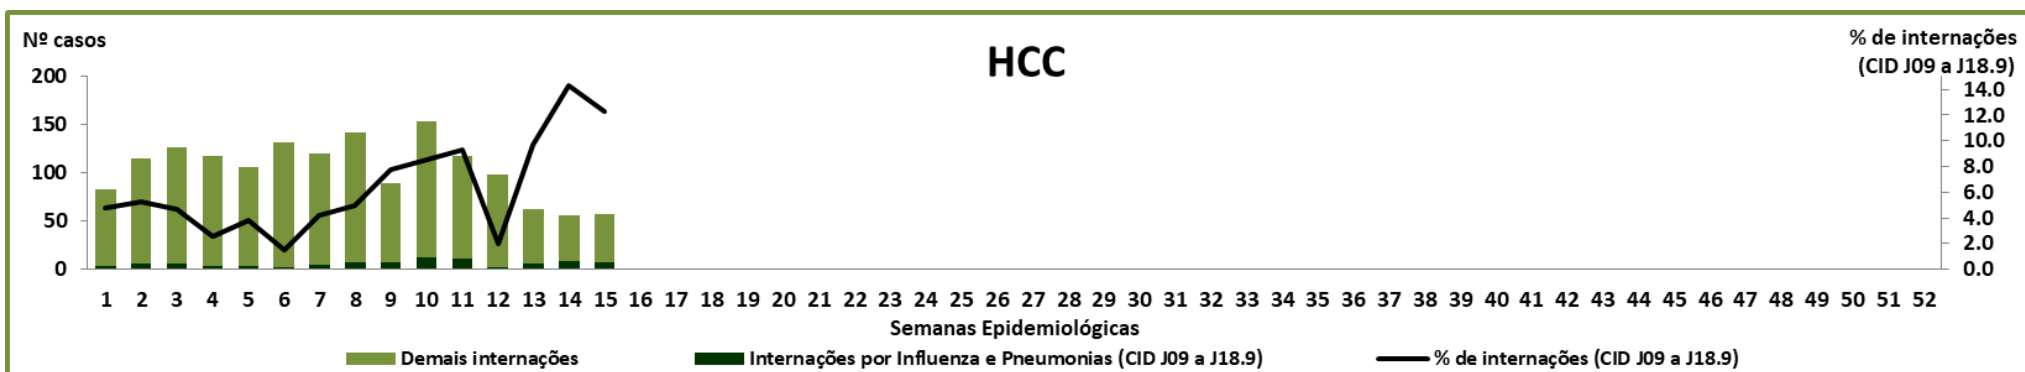 Nº casos
HCC
% de internações
(CID J09 a J18.9)
200
150
100
50
0
14.0
12.0
10.0
8.0
6.0
4.0
2.0
0.0
1 2 3 4 5 6 7 8 9 10 11 12 13 14 15 16 17 18 19 20 21 22 23 24 25 26 27 28 29 30 31 32 33 34 35 36 37 38 39 40 41 42 43 44 45 46 47 48 49 50 51 52
Semanas Epidemiológicas
Demais internações Internações por Influenza e Pneumonias (CID J09 a J18.9) % de internações (CID J09 a J18.9)